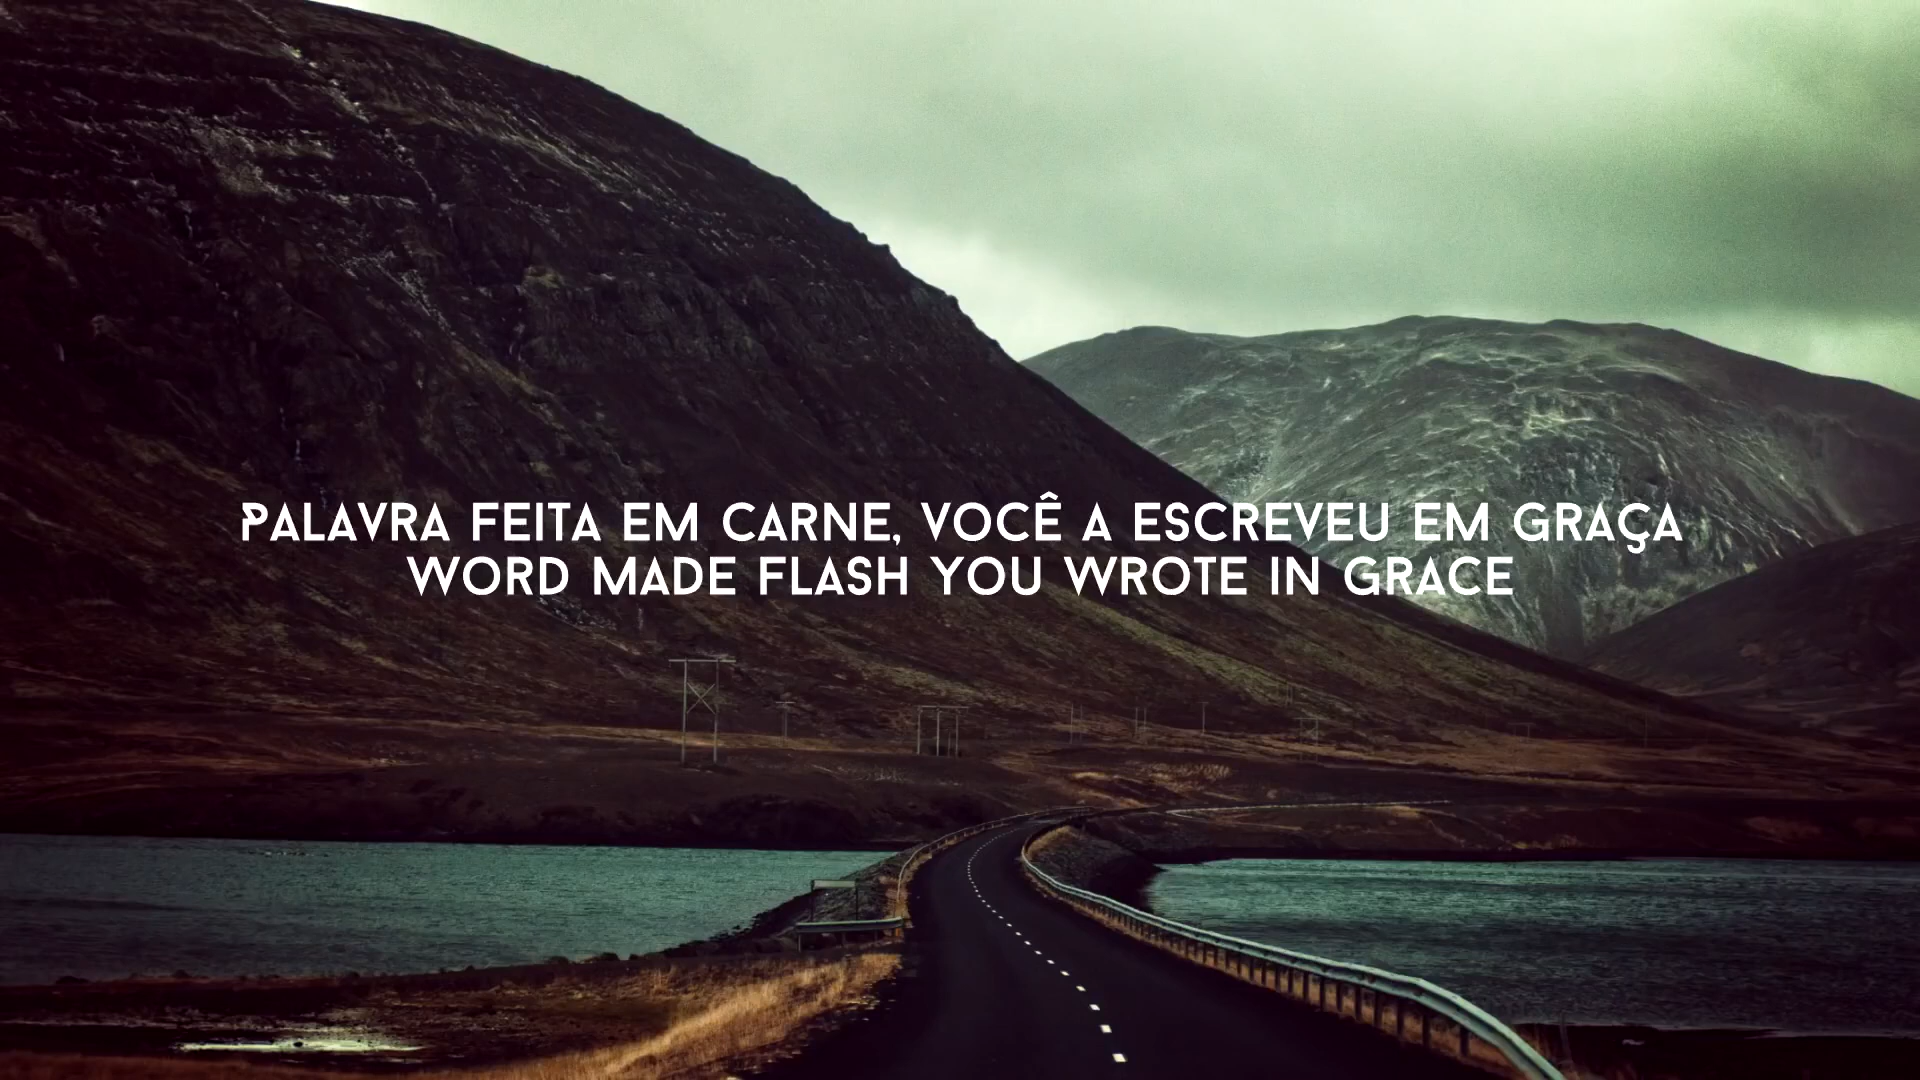 PALAVRA FEITA EM CARNE, VOCÊ A ESCREVEU EM GRAÇA
WORD MADE FLASH YOU WROTE IN GRACE